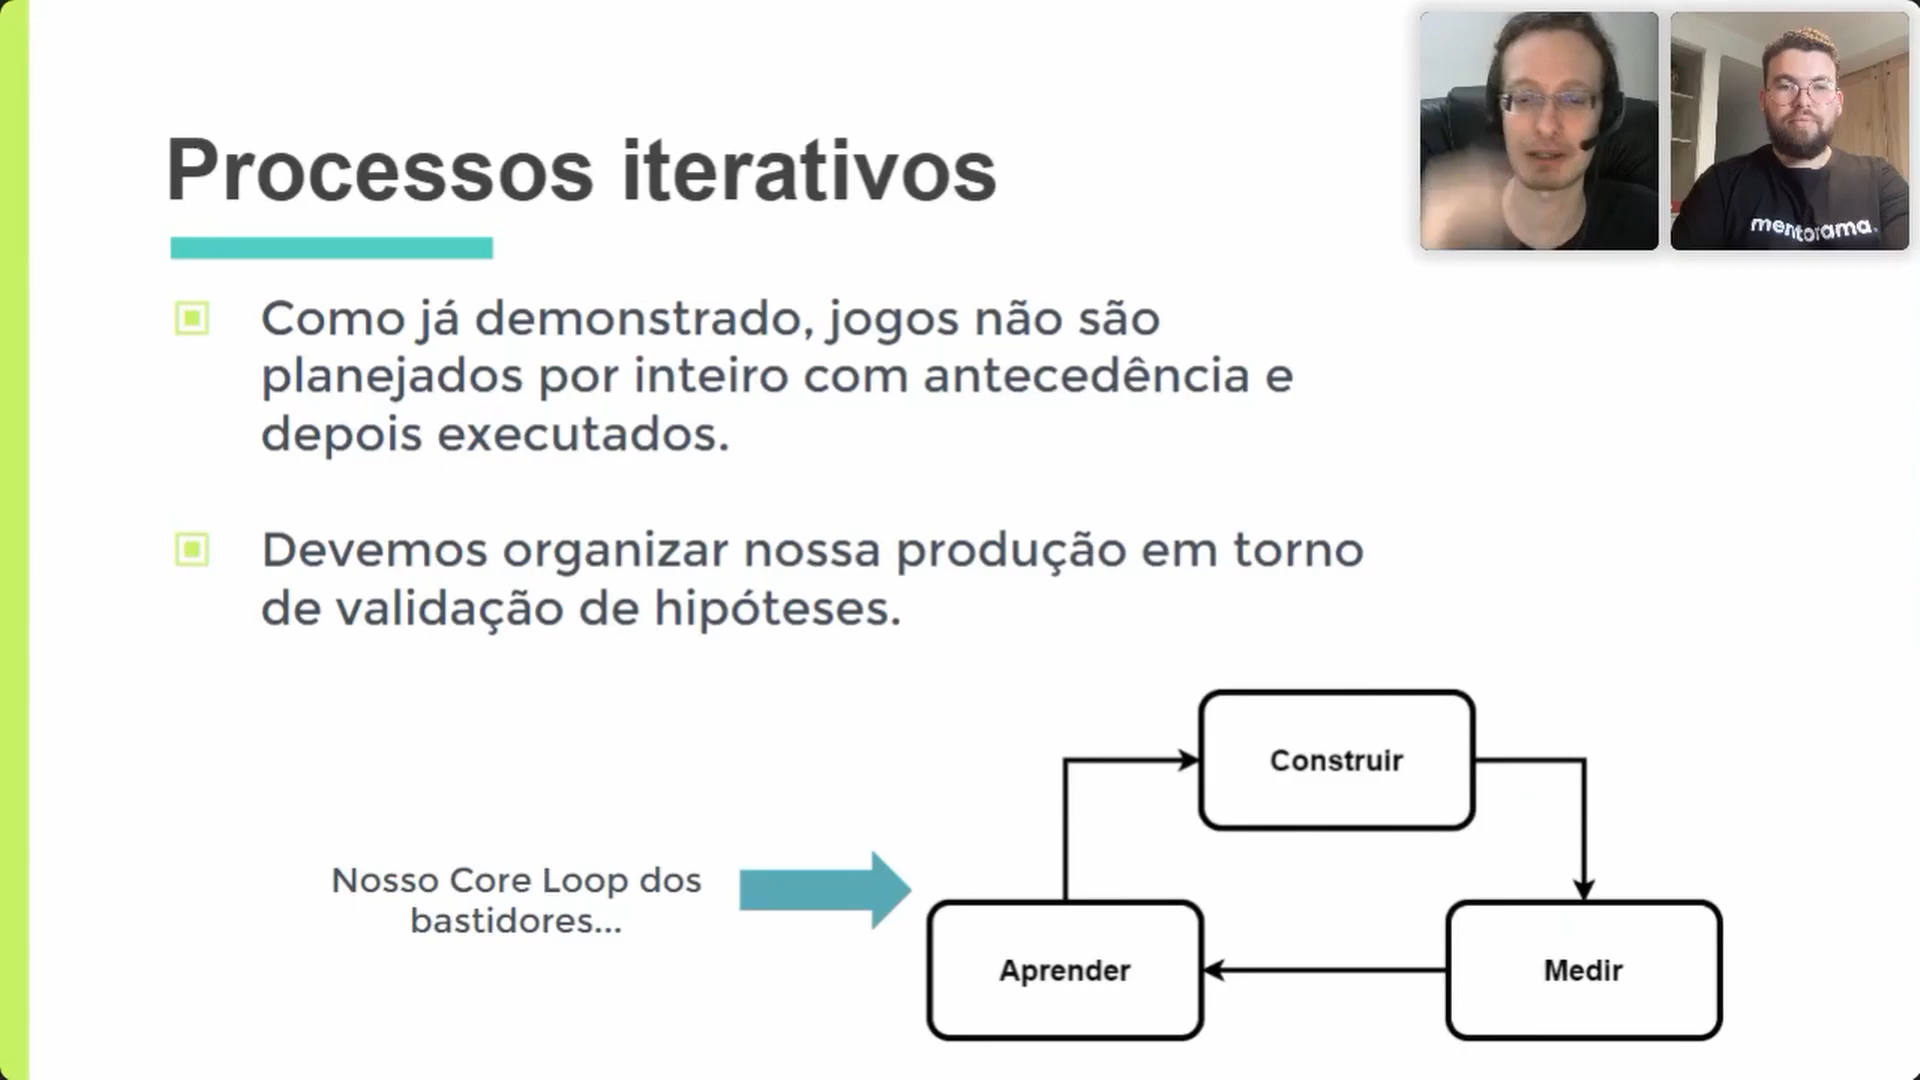 Processos iterativos
mentorama.
Como já demonstrado, jogos não são
planejados por inteiro com antecedência e
depois executados.
Devemos organizar nossa produção em torno
de validação de hipóteses.
Construir
Nosso Core Loop dos
bastidores...
Aprender
Medir